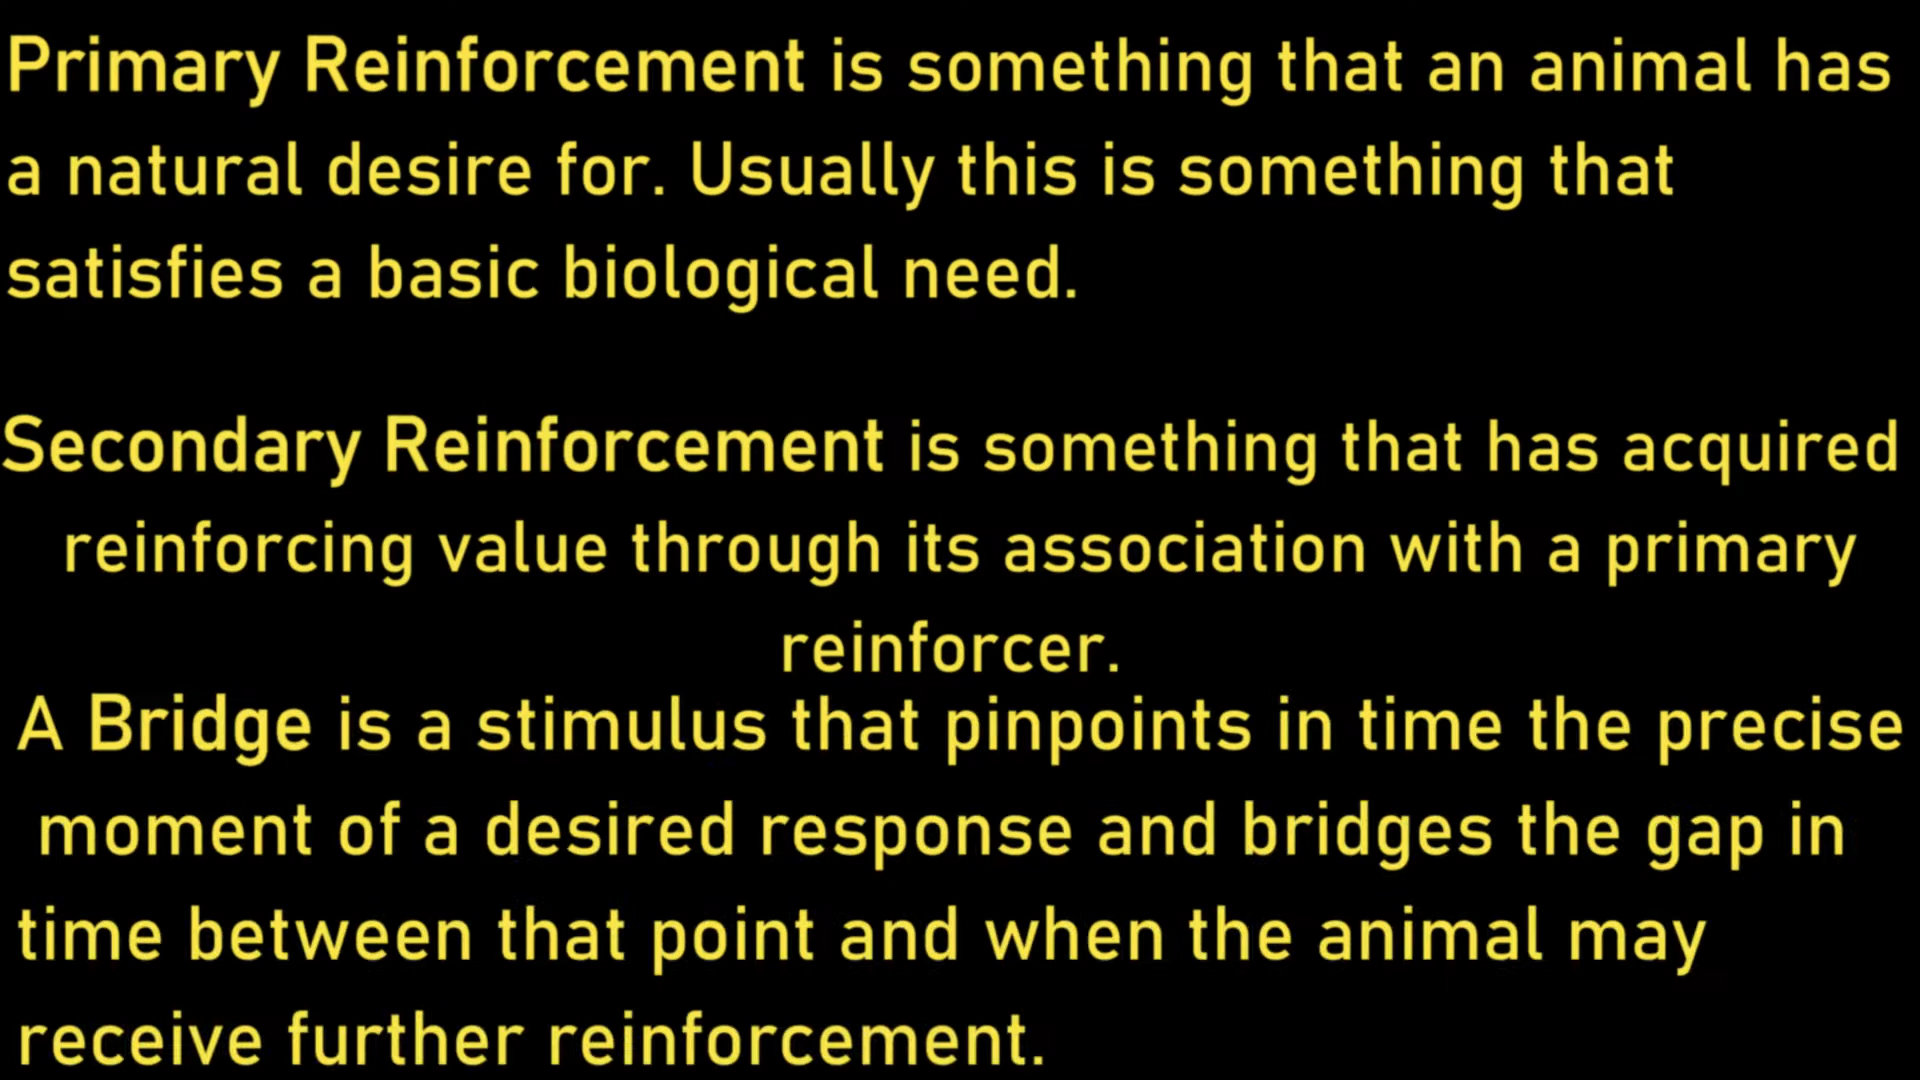 Primary Reinforcement is something that an animal has
a natural desire for. Usually this is something that
satisfies a basic biological need.
Secondary Reinforcement is something that has acquired
reinforcing value through its association with a primary
reinforcer.
A Bridge is a stimulus that pinpoints in time the precise
moment of a desired response and bridges the gap in
time between that point and when the animal may
receive further reinforcement.